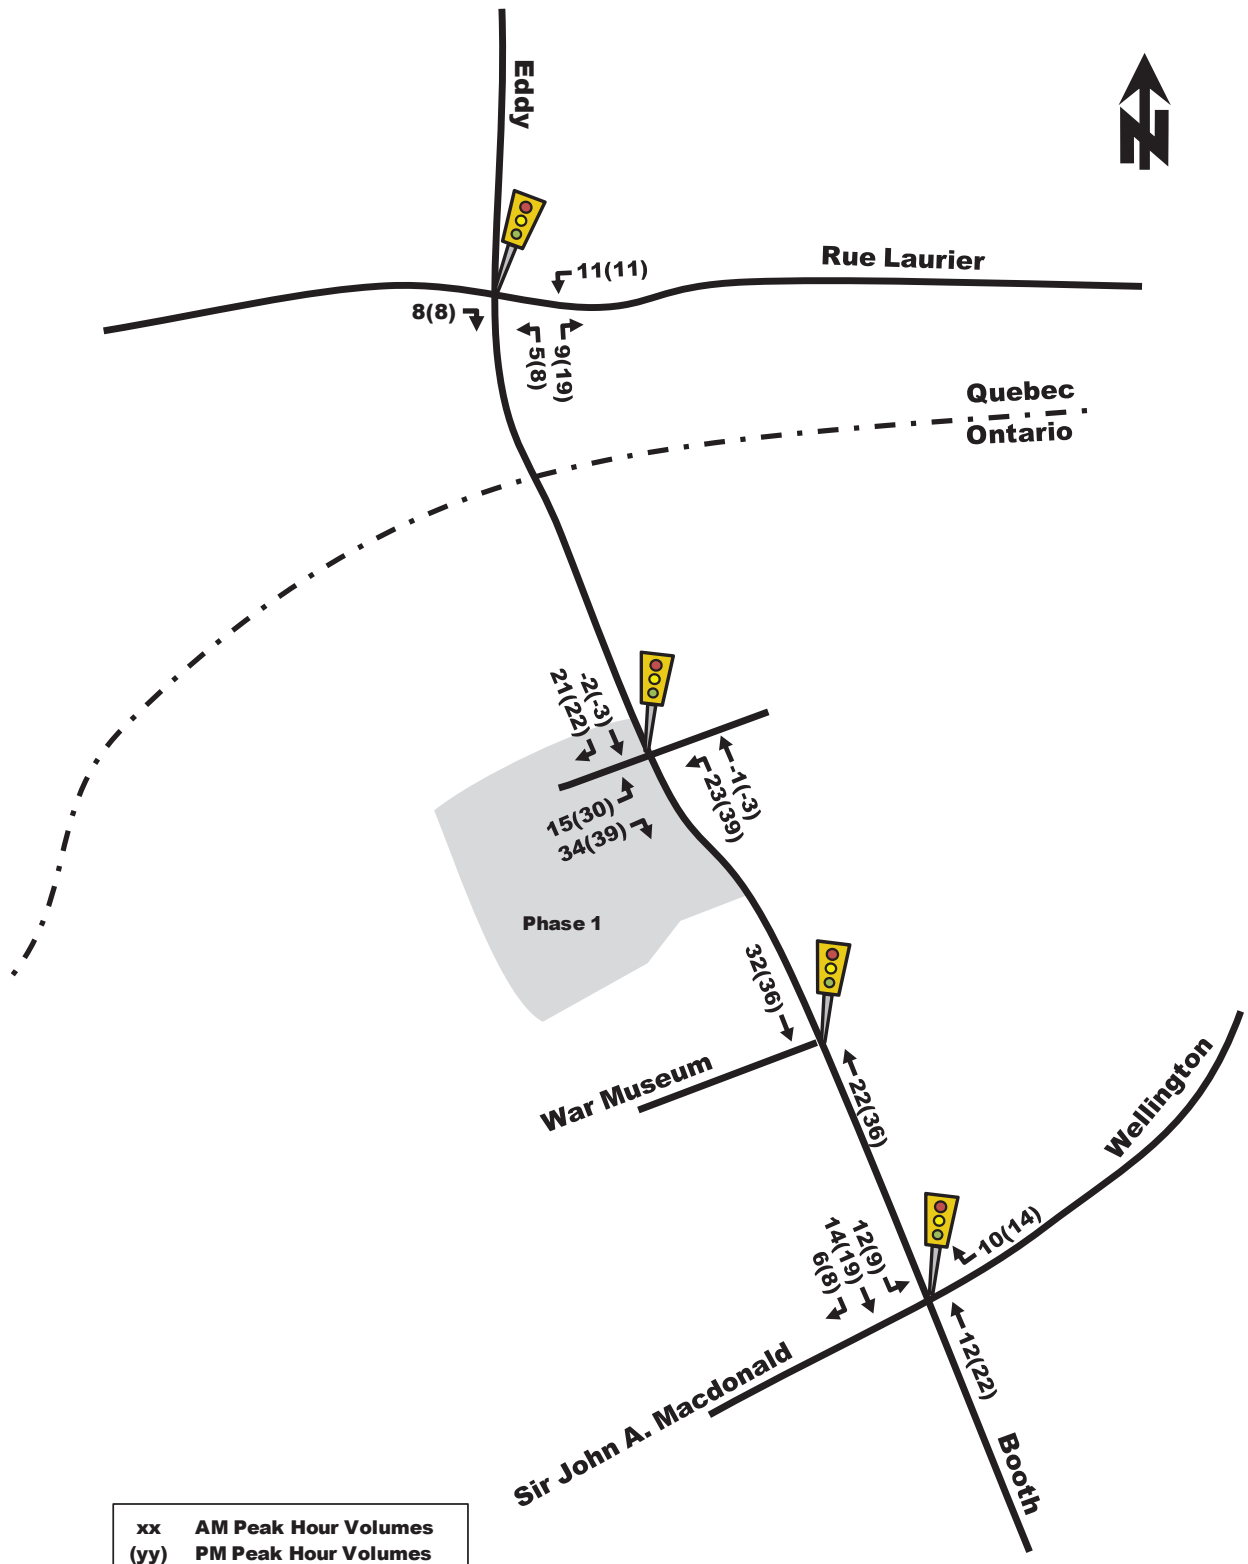 Eddy
N
Rue Laurier
11(11)
8(8)
5(8)
9(19)
Quebec
Ontario
-2(-3)
21(22)
-1(-3)
23(39)
15(30)
34(39)
Phase 1
32(36)
War Museum
22(36)
Wellington
10(14)
12(9)
14(19)
6(8)
12(22)
Sir John A. Macdonald
Booth
xx AM Peak Hour Volumes
(yy) PM Peak Hour Volumes